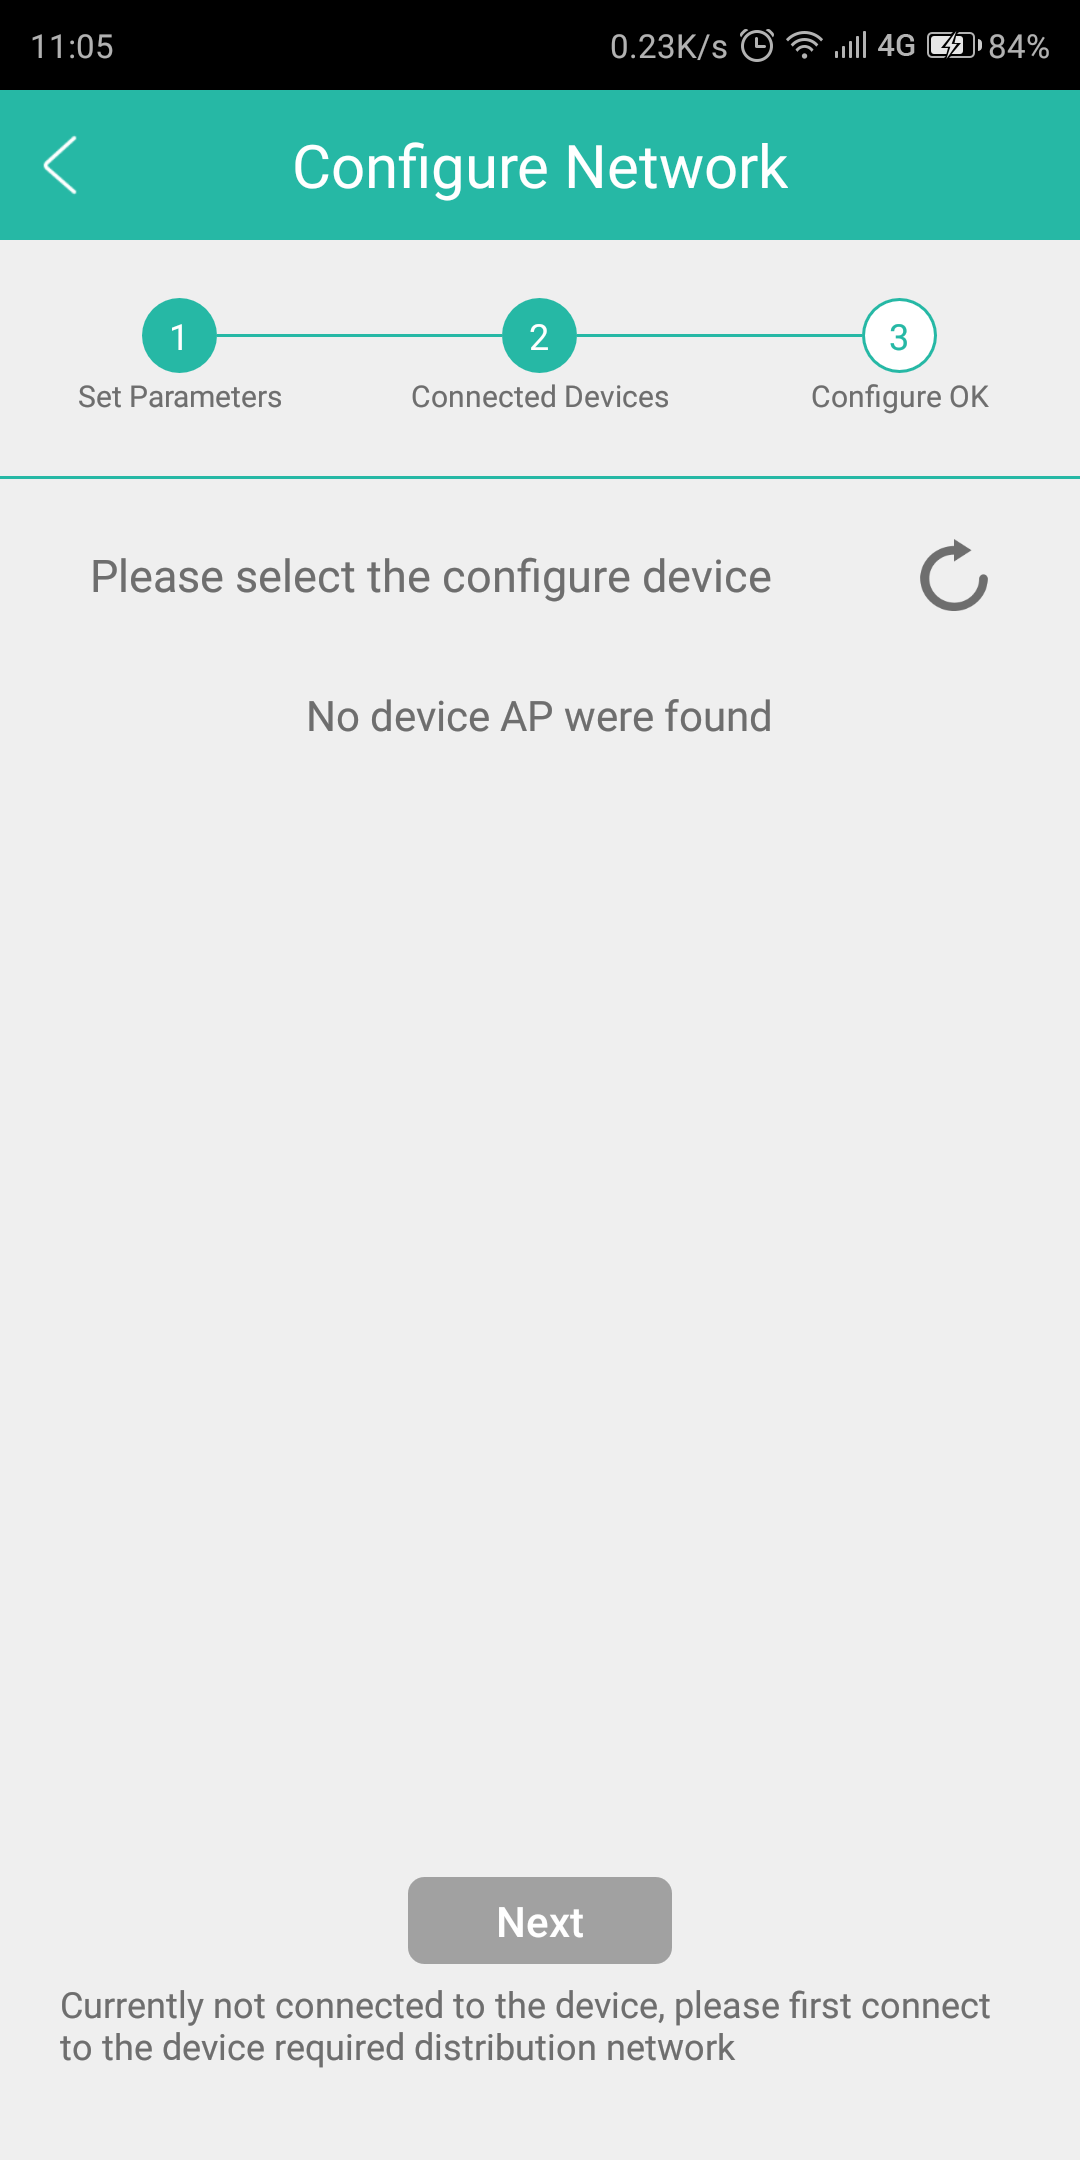 11:05
0.23K/s 4G 84%
Configure Network
1 2 3
Set Parameters Connected Devices Configure OK
Please select the configure device
No device AP were found
Next
Currently not connected to the device, please first connect
to the device required distribution network